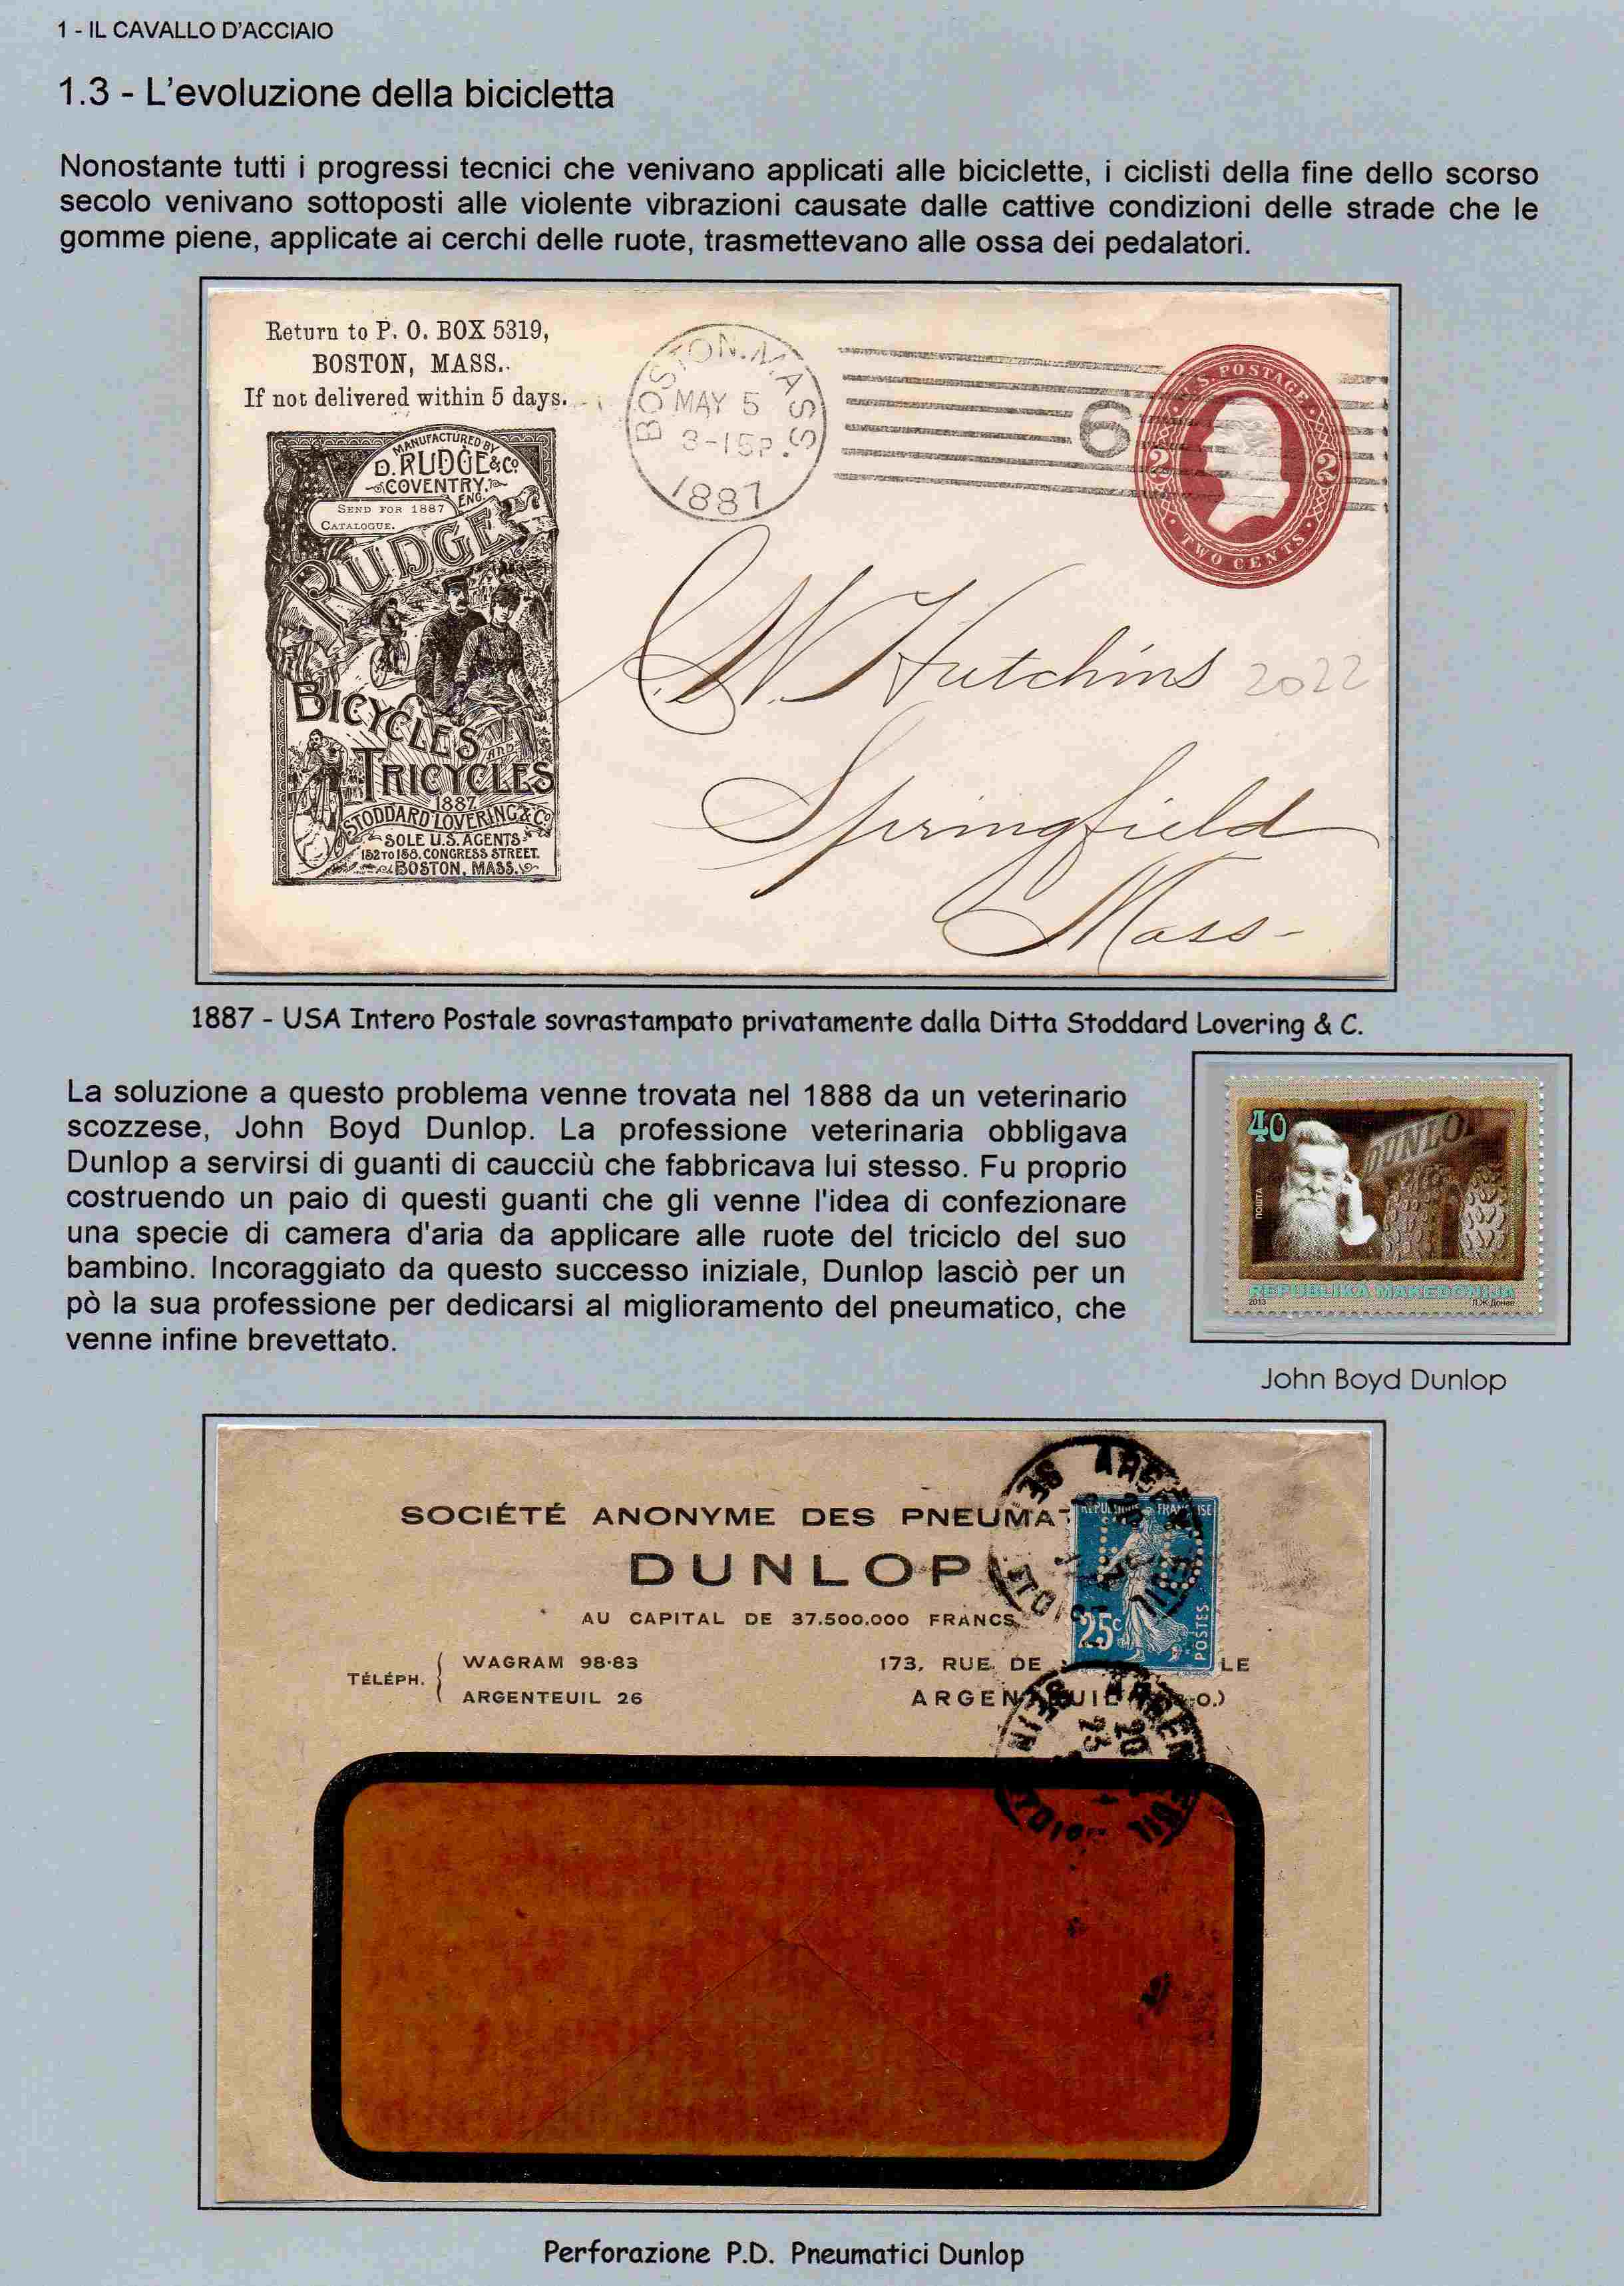 1 - IL CAVALLO D'ACCIAIO
1.3 - L'evoluzione della bicicletta
Nonostante tutti i progressi tecnici che venivano applicati alle biciclette, i ciclisti della fine dello scorso
secolo venivano sottoposti alle violente vibrazioni causate dalle cattive condizioni delle strade che le
gomme piene, applicate ai cerchi delle ruote, trasmettevano alle ossa dei pedalatori.
Return to P. O. BOX 5319,
BOSTON, MASS.
If not delivered within 5 days.
MANUFACTURED BY
D. RUDGE & Co
COVENTRY,
ENG.
SEND FOR 1887
CATALOGUE.
RUDGE
BICYCLES
AND
TRICYCLES
1887
STODDARD LOVERING & Co
SOLE U.S. AGENTS
152 TO 158, CONGRESS STREET.
BOSTON, MASS.
BOSTON. MASS
MAY 5
3-15P.
1887
6
U.S. POSTAGE
2 2
TWO CENTS
C. W. Hutchins 2022
Springfield
Mass-
1887 - USA Intero Postale sovrastampato privatamente dalla Ditta Stoddard Lovering & C.
La soluzione a questo problema venne trovata nel 1888 da un veterinario
scozzese, John Boyd Dunlop. La professione veterinaria obbligava
Dunlop a servirsi di guanti di caucciù che fabbricava lui stesso. Fu proprio
costruendo un paio di questi guanti che gli venne l'idea di confezionare
una specie di camera d'aria da applicare alle ruote del triciclo del suo
bambino. Incoraggiato da questo successo iniziale, Dunlop lasciò per un
pò la sua professione per dedicarsi al miglioramento del pneumatico, che
venne infine brevettato.
40
DUNLO
ПОШТА
REPUBLIKA MAKEDONIJA
2013
Л.Ж.Донев
John Boyd Dunlop
SOCIÉTÉ ANONYME DES PNEUMAT
DUNLOP
AU CAPITAL DE 37.500.000 FRANCS
TÉLÉPH.
WAGRAM 98-83
ARGENTEUIL 26
173, RUE DE
LE
ARGENTEUIL
O.)
25c
POSTES
Perforazione P.D. Pneumatici Dunlop